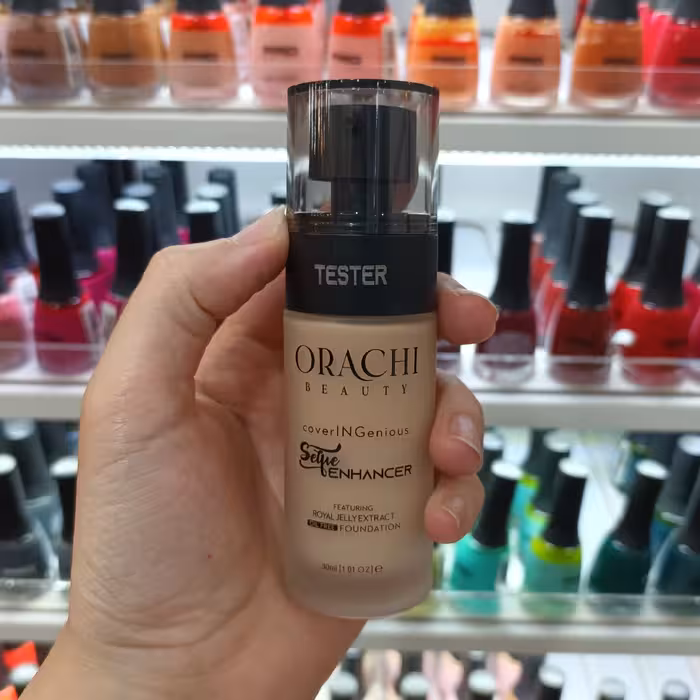 TESTER
ORACHI
BEAUTY
coverINGenious
Selfie
ENHANCER
FEATURING
ROYAL JELLY EXTRACT
OIL FREE FOUNDATION
30ml[1.01 OZ]e